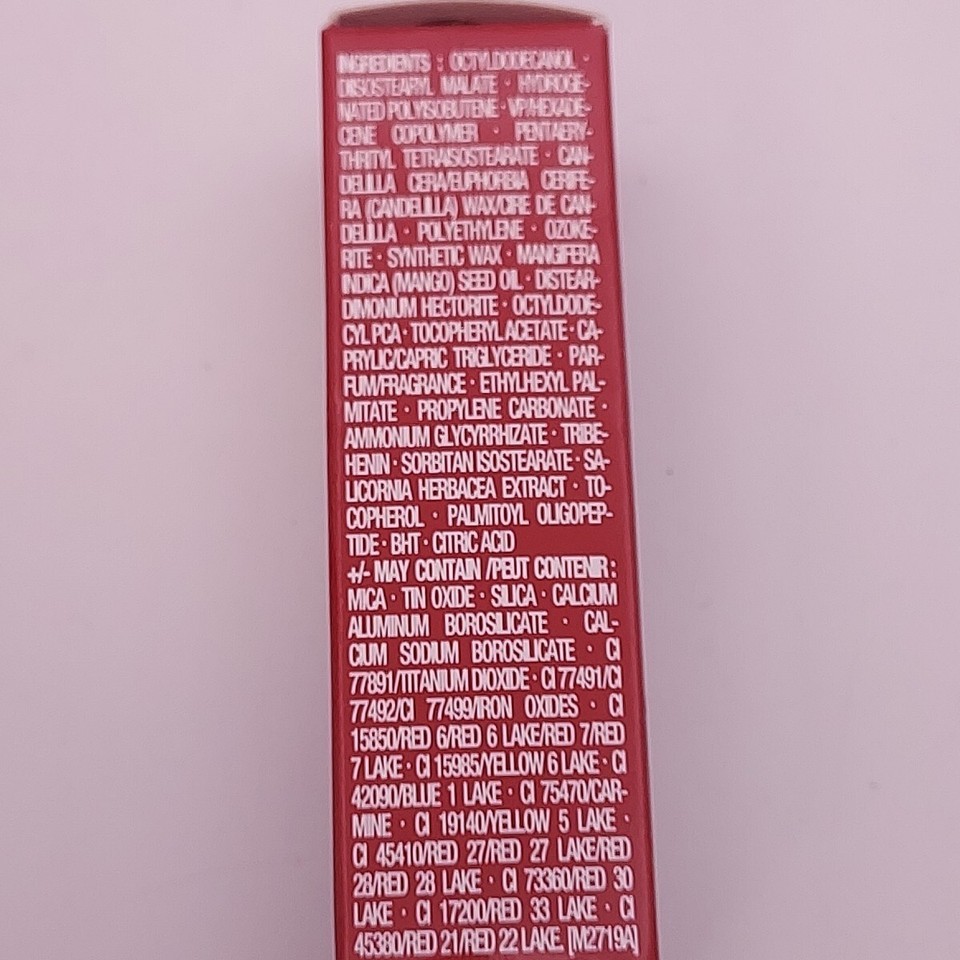 INGREDIENTS : OCTYLDODECANOL ·
DIISOSTEARYL MALATE · HYDROGE-
NATED POLYISOBUTENE · VP/HEXADE-
CENE COPOLYMER · PENTAERY-
THRITYL TETRAISOSTEARATE · CAN-
DELILLA CERA/EUPHORBIA CERIFE-
RA (CANDELILLA) WAX/CIRE DE CAN-
DELILLA · POLYETHYLENE · OZOKE-
RITE · SYNTHETIC WAX · MANGIFERA
INDICA (MANGO) SEED OIL · DISTEAR-
DIMONIUM HECTORITE · OCTYLDODE-
CYL PCA · TOCOPHERYL ACETATE · CA-
PRYLIC/CAPRIC TRIGLYCERIDE · PAR-
FUM/FRAGRANCE · ETHYLHEXYL PAL-
MITATE · PROPYLENE CARBONATE ·
AMMONIUM GLYCYRRHIZATE · TRIBE-
HENIN · SORBITAN ISOSTEARATE · SA-
LICORNIA HERBACEA EXTRACT · TO-
COPHEROL · PALMITOYL OLIGOPEP-
TIDE · BHT · CITRIC ACID
+/- MAY CONTAIN /PEUT CONTENIR :
MICA · TIN OXIDE · SILICA · CALCIUM
ALUMINUM BOROSILICATE · CAL-
CIUM SODIUM BOROSILICATE · CI
77891/TITANIUM DIOXIDE · CI 77491/CI
77492/CI 77499/IRON OXIDES · CI
15850/RED 6/RED 6 LAKE/RED 7/RED
7 LAKE · CI 15985/YELLOW 6 LAKE · CI
42090/BLUE 1 LAKE · CI 75470/CAR-
MINE · CI 19140/YELLOW 5 LAKE ·
CI 45410/RED 27/RED 27 LAKE/RED
28/RED 28 LAKE · CI 73360/RED 30
LAKE · CI 17200/RED 33 LAKE · CI
45380/RED 21/RED 22 LAKE. [M2719A]